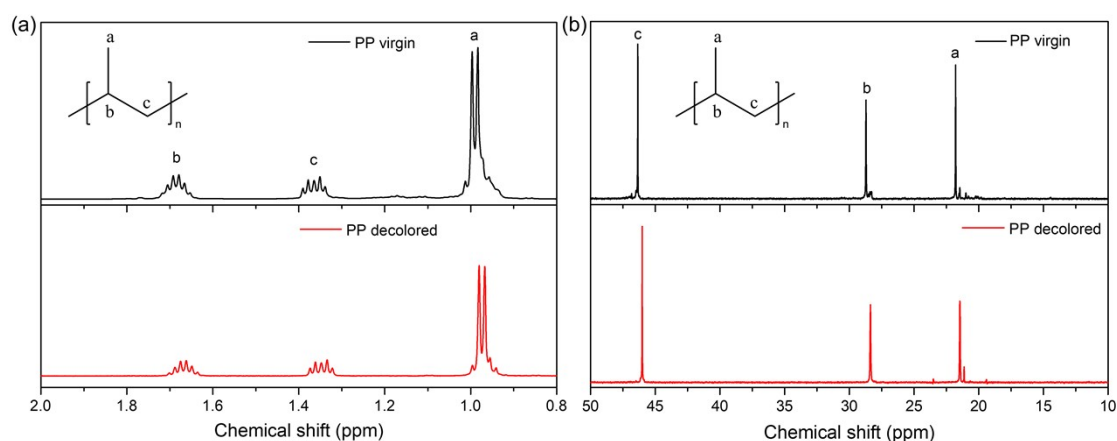 (a)
PP virgin
a
a
b
c
n
b
c
PP decolored
2.0 1.8 1.6 1.4 1.2 1.0 0.8
Chemical shift (ppm)
(b)
PP virgin
c
a
a
b
c
n
b
PP decolored
50 45 40 35 30 25 20 15 10
Chemical shift (ppm)